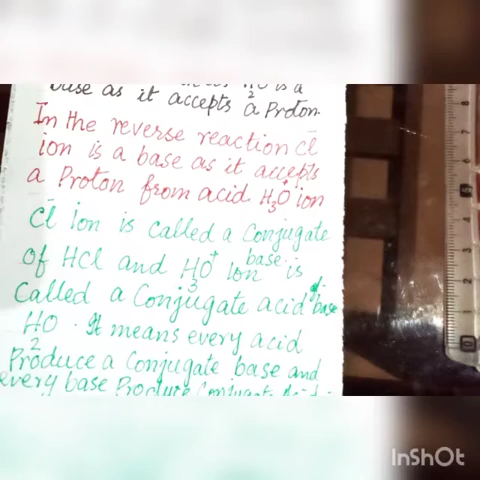 base as it accepts a Proton
In the reverse reaction Cl̄
ion is a base as it accepts
a Proton from acid H₃O⁺ ion
Cl̄ ion is called a Conjugate
base
of HCl and H₃O⁺ ion is
Called a Conjugate acid of base
H₂O. It means every acid
Produce a Conjugate base and
every base Produce Conjugate Acid
InShOt